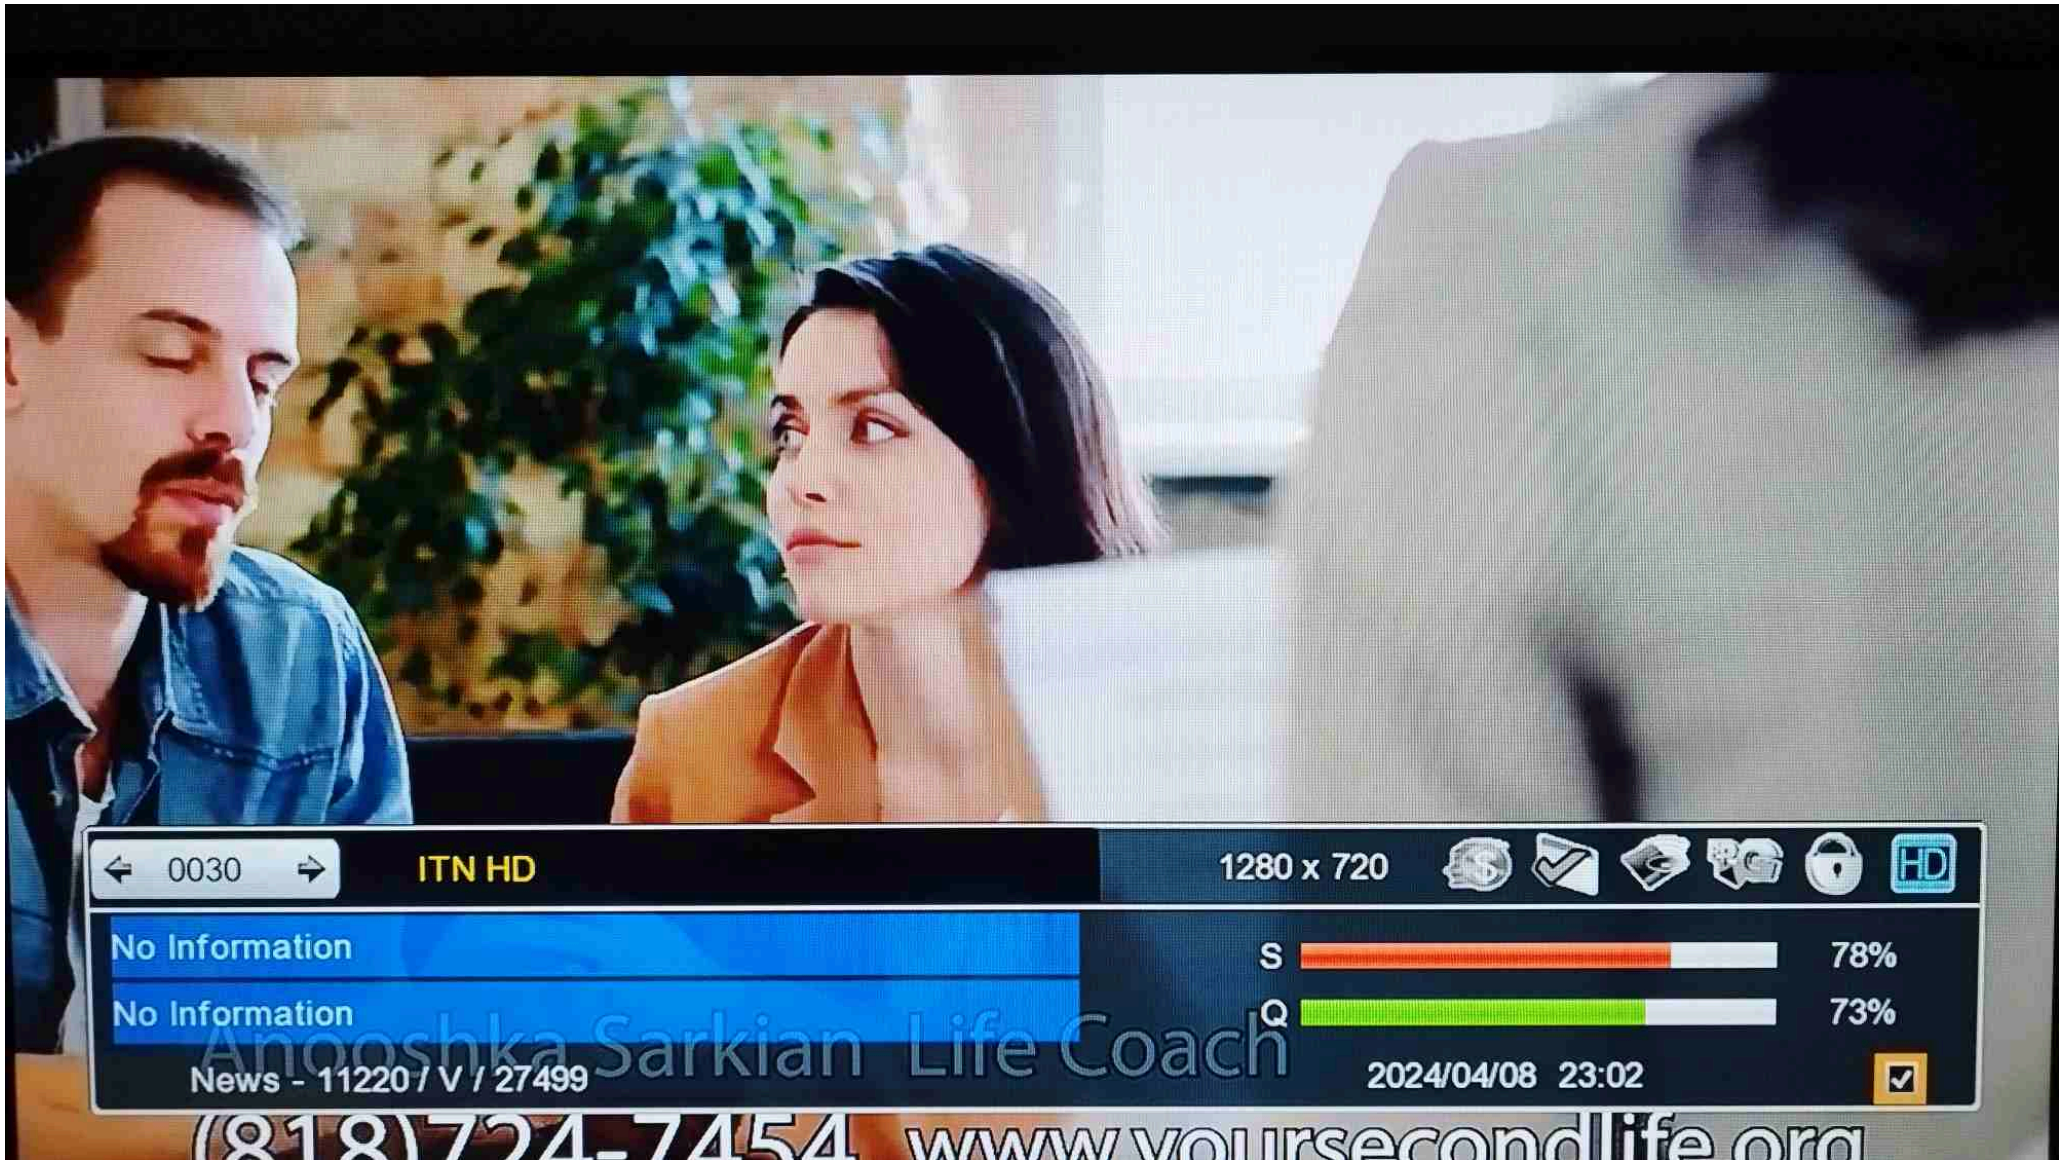 0030 ITN HD 1280 x 720 HD
No Information S 78%
No Information Q 73%
Anooshka Sarkian Life Coach
News - 11220 / V / 27499 2024/04/08 23:02
(818)724-7454 www.yoursecondlife.org